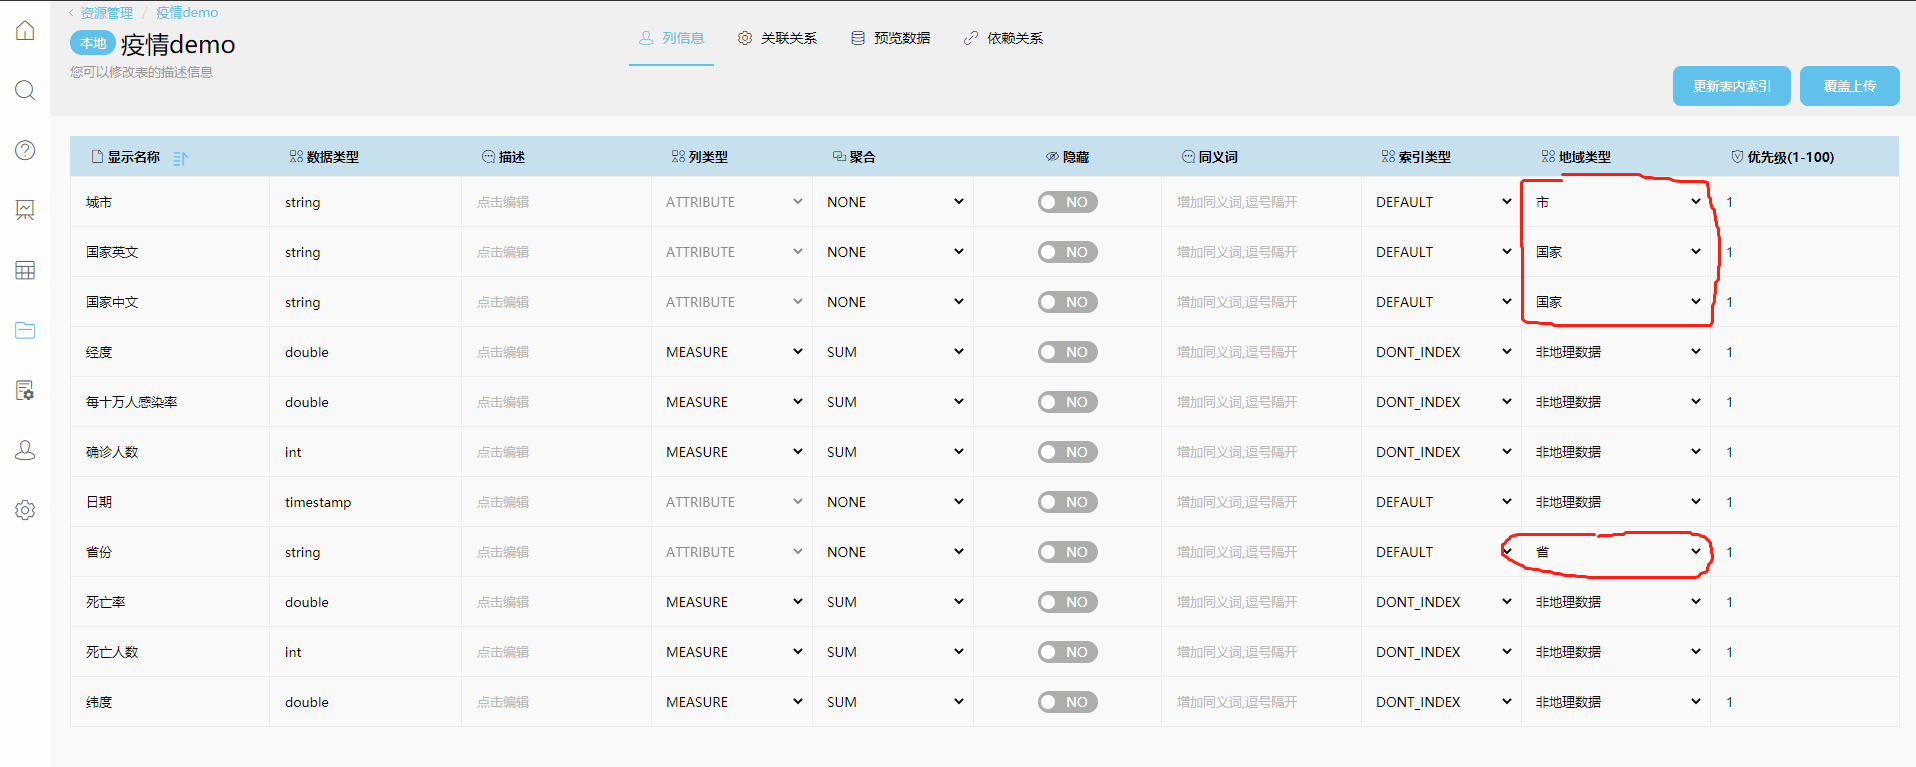 资源管理 / 疫情demo
本地 疫情demo
您可以修改表的描述信息
列信息 关联关系 预览数据 依赖关系
更新表内索引 覆盖上传
显示名称 数据类型 描述 列类型 聚合 隐藏 同义词 索引类型 地域类型 优先级(1-100)
城市 string 点击编辑 ATTRIBUTE NONE NO 增加同义词,逗号隔开 DEFAULT 市 1
国家英文 string 点击编辑 ATTRIBUTE NONE NO 增加同义词,逗号隔开 DEFAULT 国家 1
国家中文 string 点击编辑 ATTRIBUTE NONE NO 增加同义词,逗号隔开 DEFAULT 国家 1
经度 double 点击编辑 MEASURE SUM NO 增加同义词,逗号隔开 DONT_INDEX 非地理数据 1
每十万人感染率 double 点击编辑 MEASURE SUM NO 增加同义词,逗号隔开 DONT_INDEX 非地理数据 1
确诊人数 int 点击编辑 MEASURE SUM NO 增加同义词,逗号隔开 DONT_INDEX 非地理数据 1
日期 timestamp 点击编辑 ATTRIBUTE NONE NO 增加同义词,逗号隔开 DEFAULT 非地理数据 1
省份 string 点击编辑 ATTRIBUTE NONE NO 增加同义词,逗号隔开 DEFAULT 省 1
死亡率 double 点击编辑 MEASURE SUM NO 增加同义词,逗号隔开 DONT_INDEX 非地理数据 1
死亡人数 int 点击编辑 MEASURE SUM NO 增加同义词,逗号隔开 DONT_INDEX 非地理数据 1
纬度 double 点击编辑 MEASURE SUM NO 增加同义词,逗号隔开 DONT_INDEX 非地理数据 1